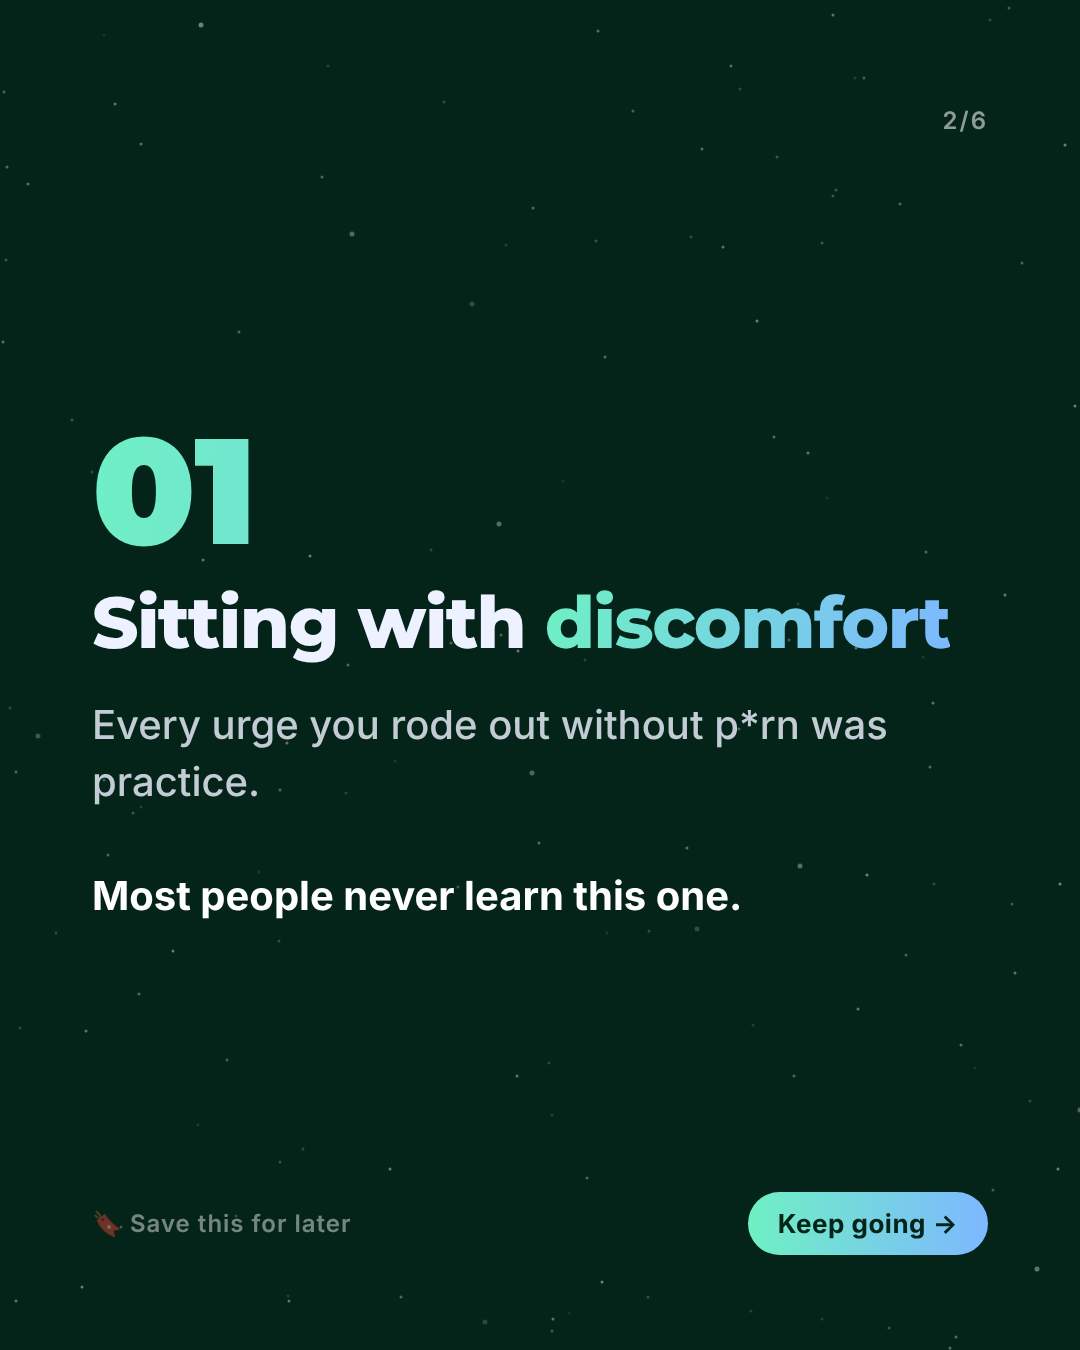 2/6
01
Sitting with discomfort
Every urge you rode out without p*rn was
practice.
Most people never learn this one.
🔖 Save this for later
Keep going →